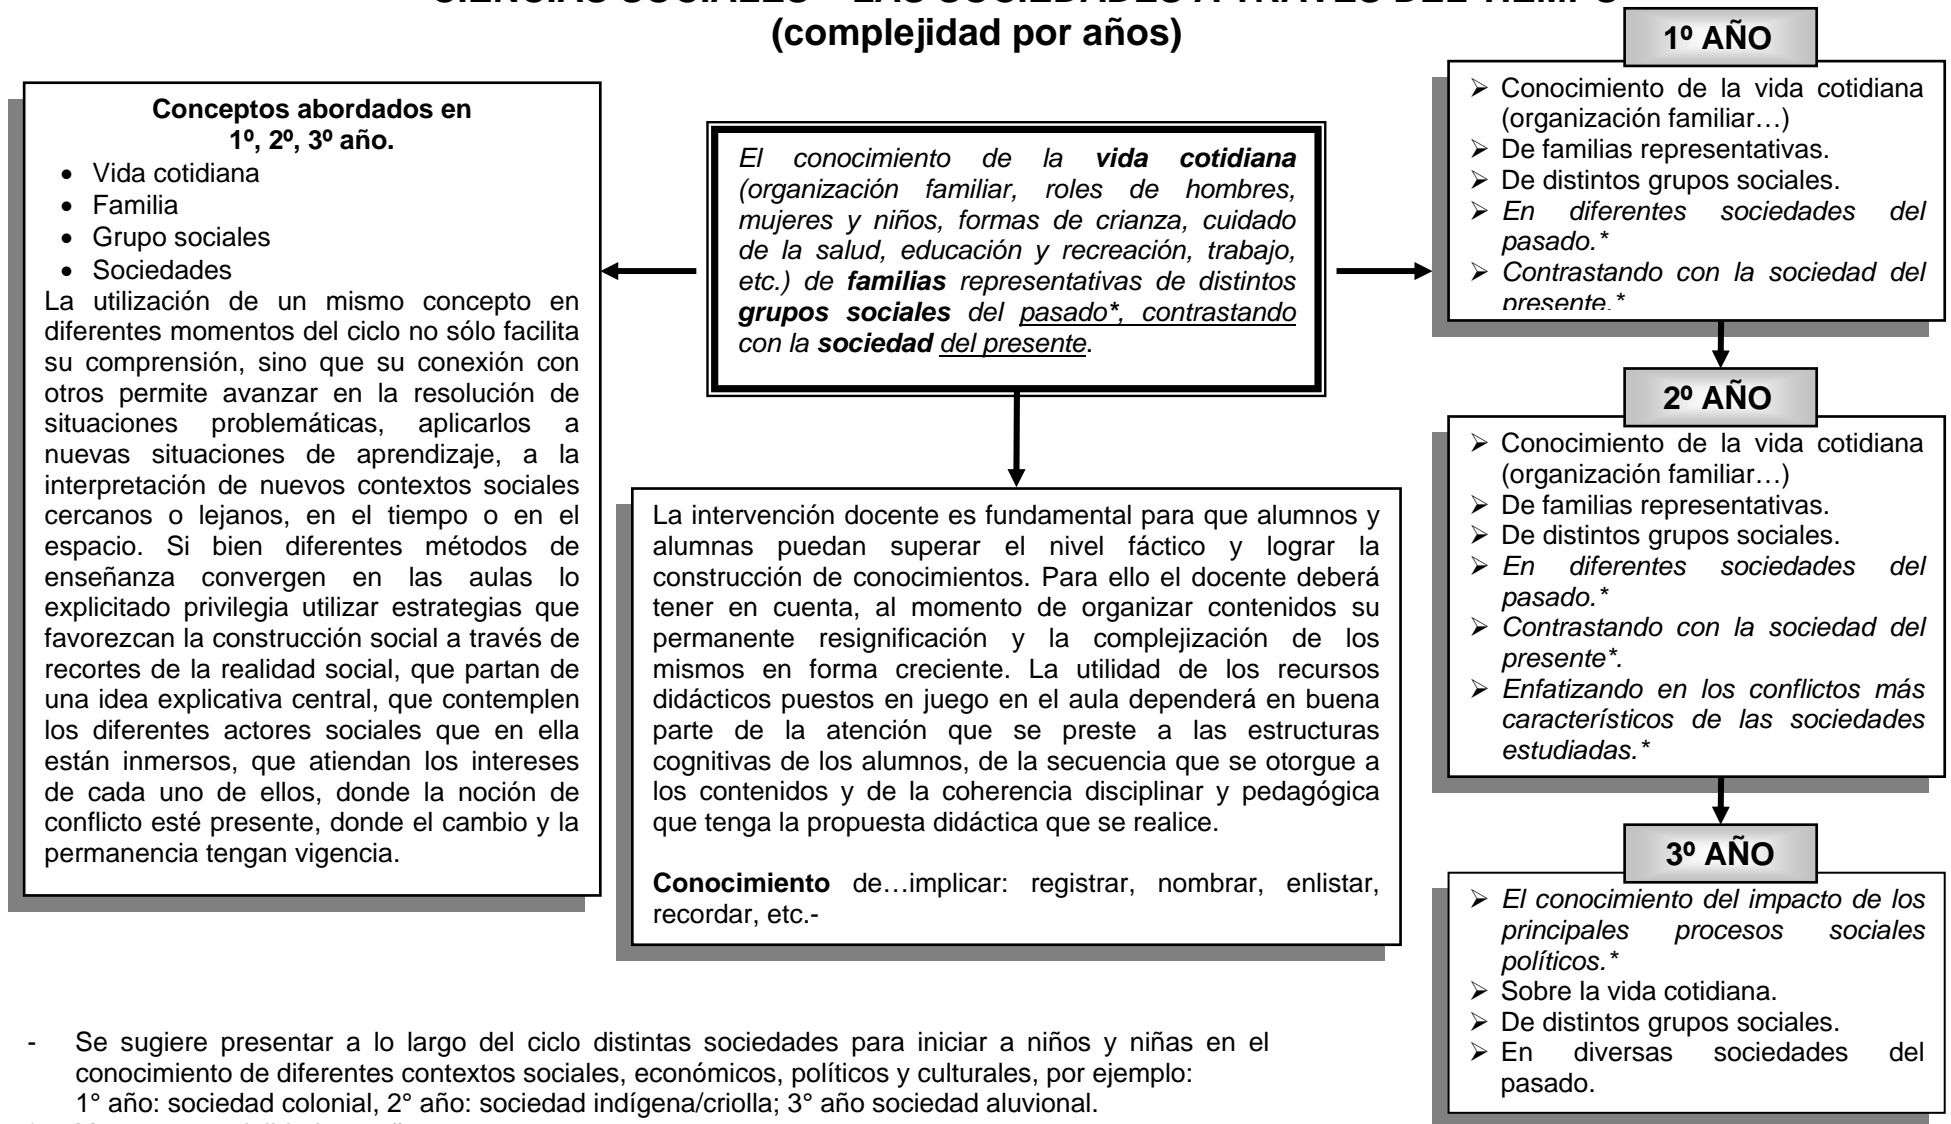 (complejidad por años)
Conceptos abordados en
1º, 2º, 3º año.
• Vida cotidiana
• Familia
• Grupo sociales
• Sociedades
La utilización de un mismo concepto en
diferentes momentos del ciclo no sólo facilita
su comprensión, sino que su conexión con
otros permite avanzar en la resolución de
situaciones problemáticas, aplicarlos a
nuevas situaciones de aprendizaje, a la
interpretación de nuevos contextos sociales
cercanos o lejanos, en el tiempo o en el
espacio. Si bien diferentes métodos de
enseñanza convergen en las aulas lo
explicitado privilegia utilizar estrategias que
favorezcan la construcción social a través de
recortes de la realidad social, que partan de
una idea explicativa central, que contemplen
los diferentes actores sociales que en ella
están inmersos, que atiendan los intereses
de cada uno de ellos, donde la noción de
conflicto esté presente, donde el cambio y la
permanencia tengan vigencia.
El conocimiento de la vida cotidiana
(organización familiar, roles de hombres,
mujeres y niños, formas de crianza, cuidado
de la salud, educación y recreación, trabajo,
etc.) de familias representativas de distintos
grupos sociales del pasado*, contrastando
con la sociedad del presente.
La intervención docente es fundamental para que alumnos y
alumnas puedan superar el nivel fáctico y lograr la
construcción de conocimientos. Para ello el docente deberá
tener en cuenta, al momento de organizar contenidos su
permanente resignificación y la complejización de los
mismos en forma creciente. La utilidad de los recursos
didácticos puestos en juego en el aula dependerá en buena
parte de la atención que se preste a las estructuras
cognitivas de los alumnos, de la secuencia que se otorgue a
los contenidos y de la coherencia disciplinar y pedagógica
que tenga la propuesta didáctica que se realice.
Conocimiento de…implicar: registrar, nombrar, enlistar,
recordar, etc.-
1º AÑO
➢ Conocimiento de la vida cotidiana
(organización familiar…)
➢ De familias representativas.
➢ De distintos grupos sociales.
➢ En diferentes sociedades del
pasado.*
➢ Contrastando con la sociedad del
presente.*
2º AÑO
➢ Conocimiento de la vida cotidiana
(organización familiar…)
➢ De familias representativas.
➢ De distintos grupos sociales.
➢ En diferentes sociedades del
pasado.*
➢ Contrastando con la sociedad del
presente*.
➢ Enfatizando en los conflictos más
característicos de las sociedades
estudiadas.*
3º AÑO
➢ El conocimiento del impacto de los
principales procesos sociales
políticos.*
➢ Sobre la vida cotidiana.
➢ De distintos grupos sociales.
➢ En diversas sociedades del
pasado.
- Se sugiere presentar a lo largo del ciclo distintas sociedades para iniciar a niños y niñas en el
conocimiento de diferentes contextos sociales, económicos, políticos y culturales, por ejemplo:
1° año: sociedad colonial, 2° año: sociedad indígena/criolla; 3° año sociedad aluvional.